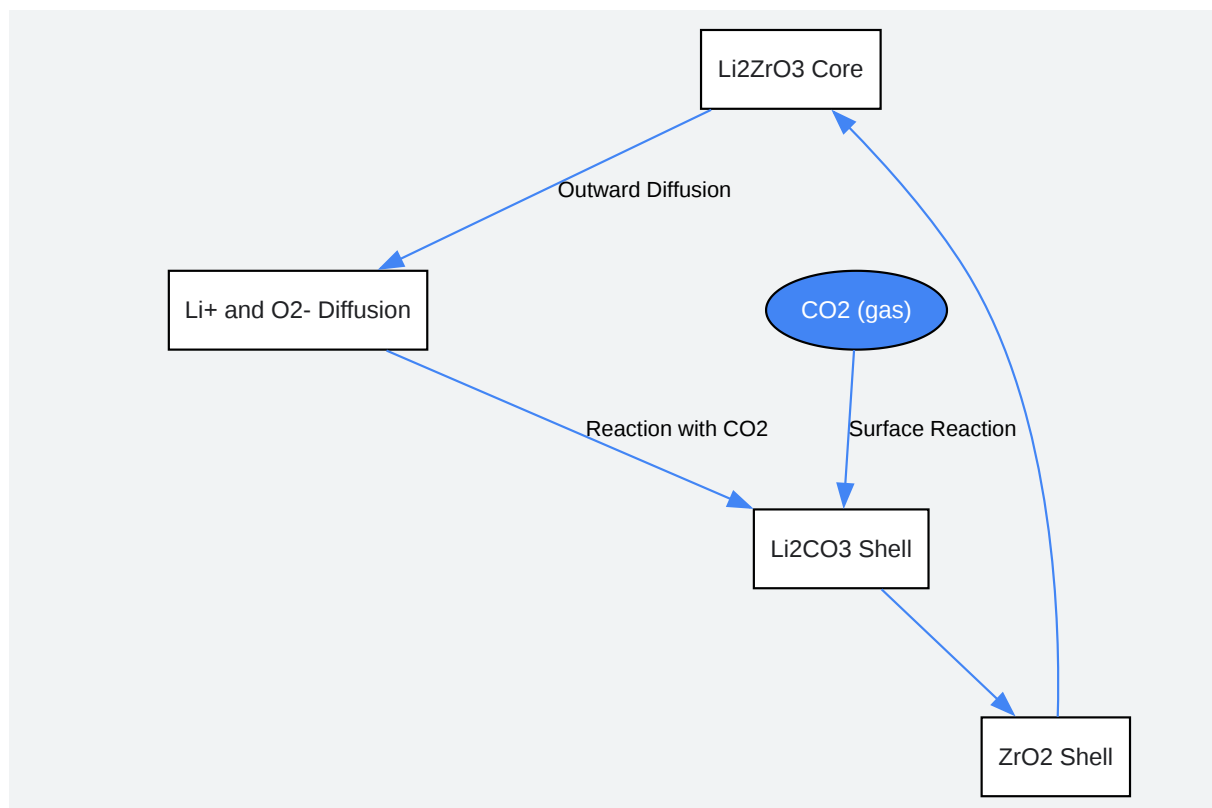 Li2ZrO3 Core
Outward Diffusion
Li+ and O2- Diffusion
CO2 (gas)
Reaction with CO2
Surface Reaction
Li2CO3 Shell
ZrO2 Shell